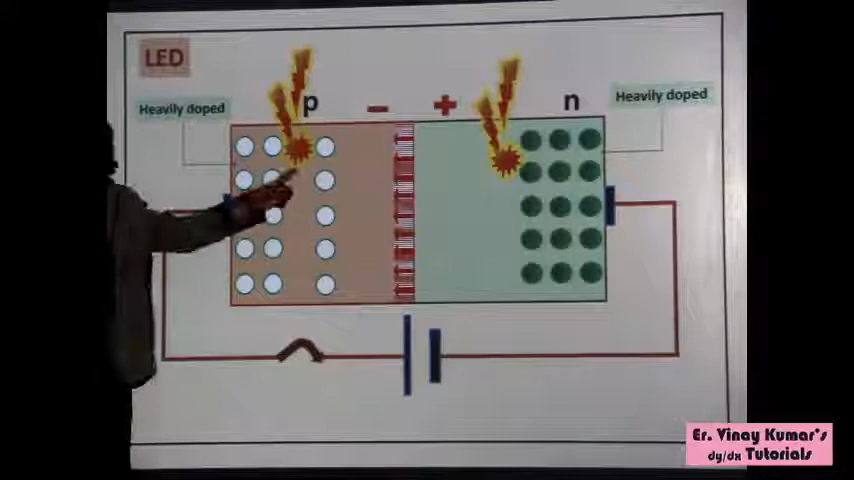 LED
p
−
+
n
Heavily doped
Heavily doped
Er. Vinay Kumar's
dy/dx Tutorials